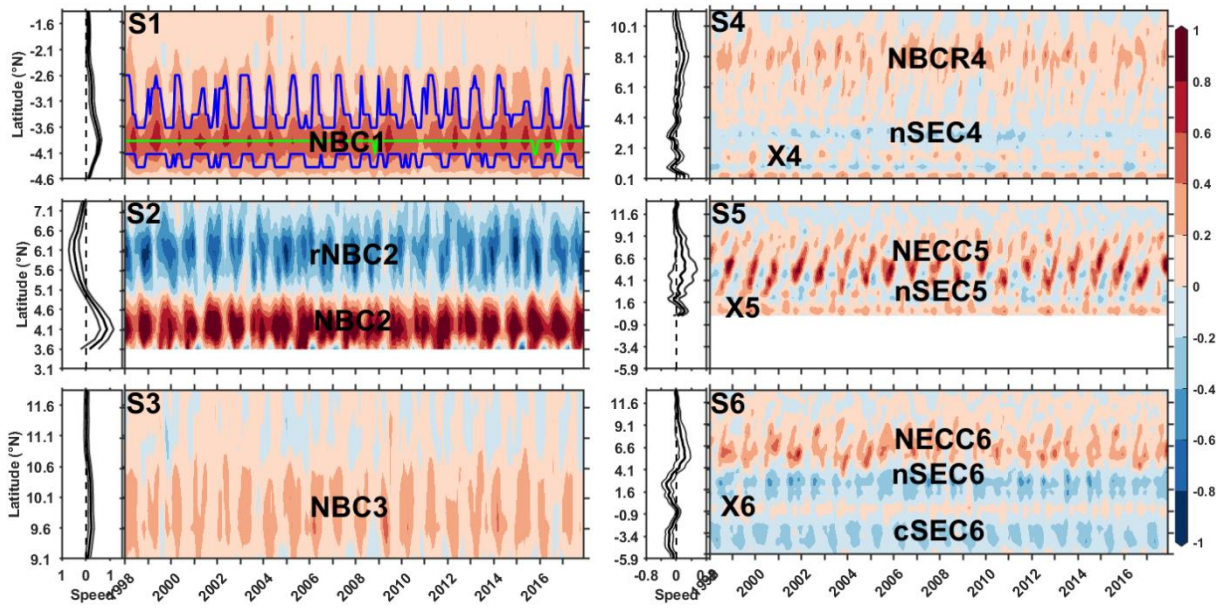 S1
NBC1
Latitude (°N)
-1.6
-2.1
-2.6
-3.1
-3.6
-4.1
-4.6
S4
NBCR4
nSEC4
X4
10.1
8.1
6.1
4.1
2.1
0.1
S2
rNBC2
NBC2
Latitude (°N)
7.1
6.6
6.1
5.6
5.1
4.6
4.1
3.6
3.1
S5
NECC5
nSEC5
X5
11.6
9.1
6.6
4.1
1.6
-0.9
-3.4
-5.9
S3
NBC3
Latitude (°N)
11.6
11.1
10.6
10.1
9.6
9.1
1 0 1
Speed
1998 2000 2002 2004 2006 2008 2010 2012 2014 2016
S6
NECC6
nSEC6
X6
cSEC6
11.6
9.1
6.6
4.1
1.6
-0.9
-3.4
-5.9
-0.8 0 0.8
Speed
1998 2000 2002 2004 2006 2008 2010 2012 2014 2016
1
0.8
0.6
0.4
0.2
0
-0.2
-0.4
-0.6
-0.8
-1